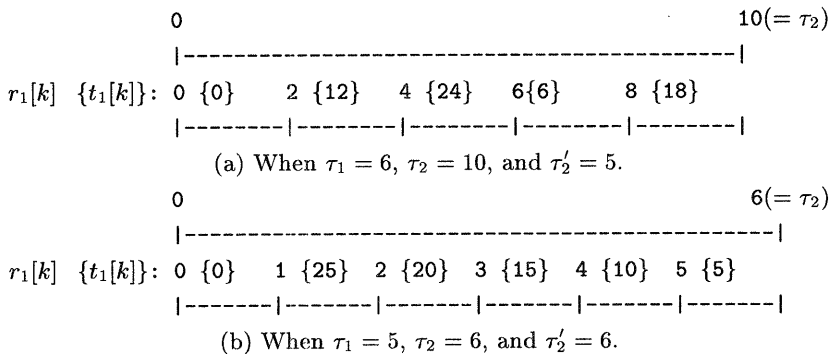 0 10(= τ₂)
|--------------------------------------------------|
r₁[k] {t₁[k]}: 0 {0} 2 {12} 4 {24} 6{6} 8 {18}
|---------|---------|---------|---------|---------|
(a) When τ₁ = 6, τ₂ = 10, and τ₂′ = 5.
0 6(= τ₂)
|-----------------------------------------------------|
r₁[k] {t₁[k]}: 0 {0} 1 {25} 2 {20} 3 {15} 4 {10} 5 {5}
|--------|--------|--------|--------|--------|--------|
(b) When τ₁ = 5, τ₂ = 6, and τ₂′ = 6.